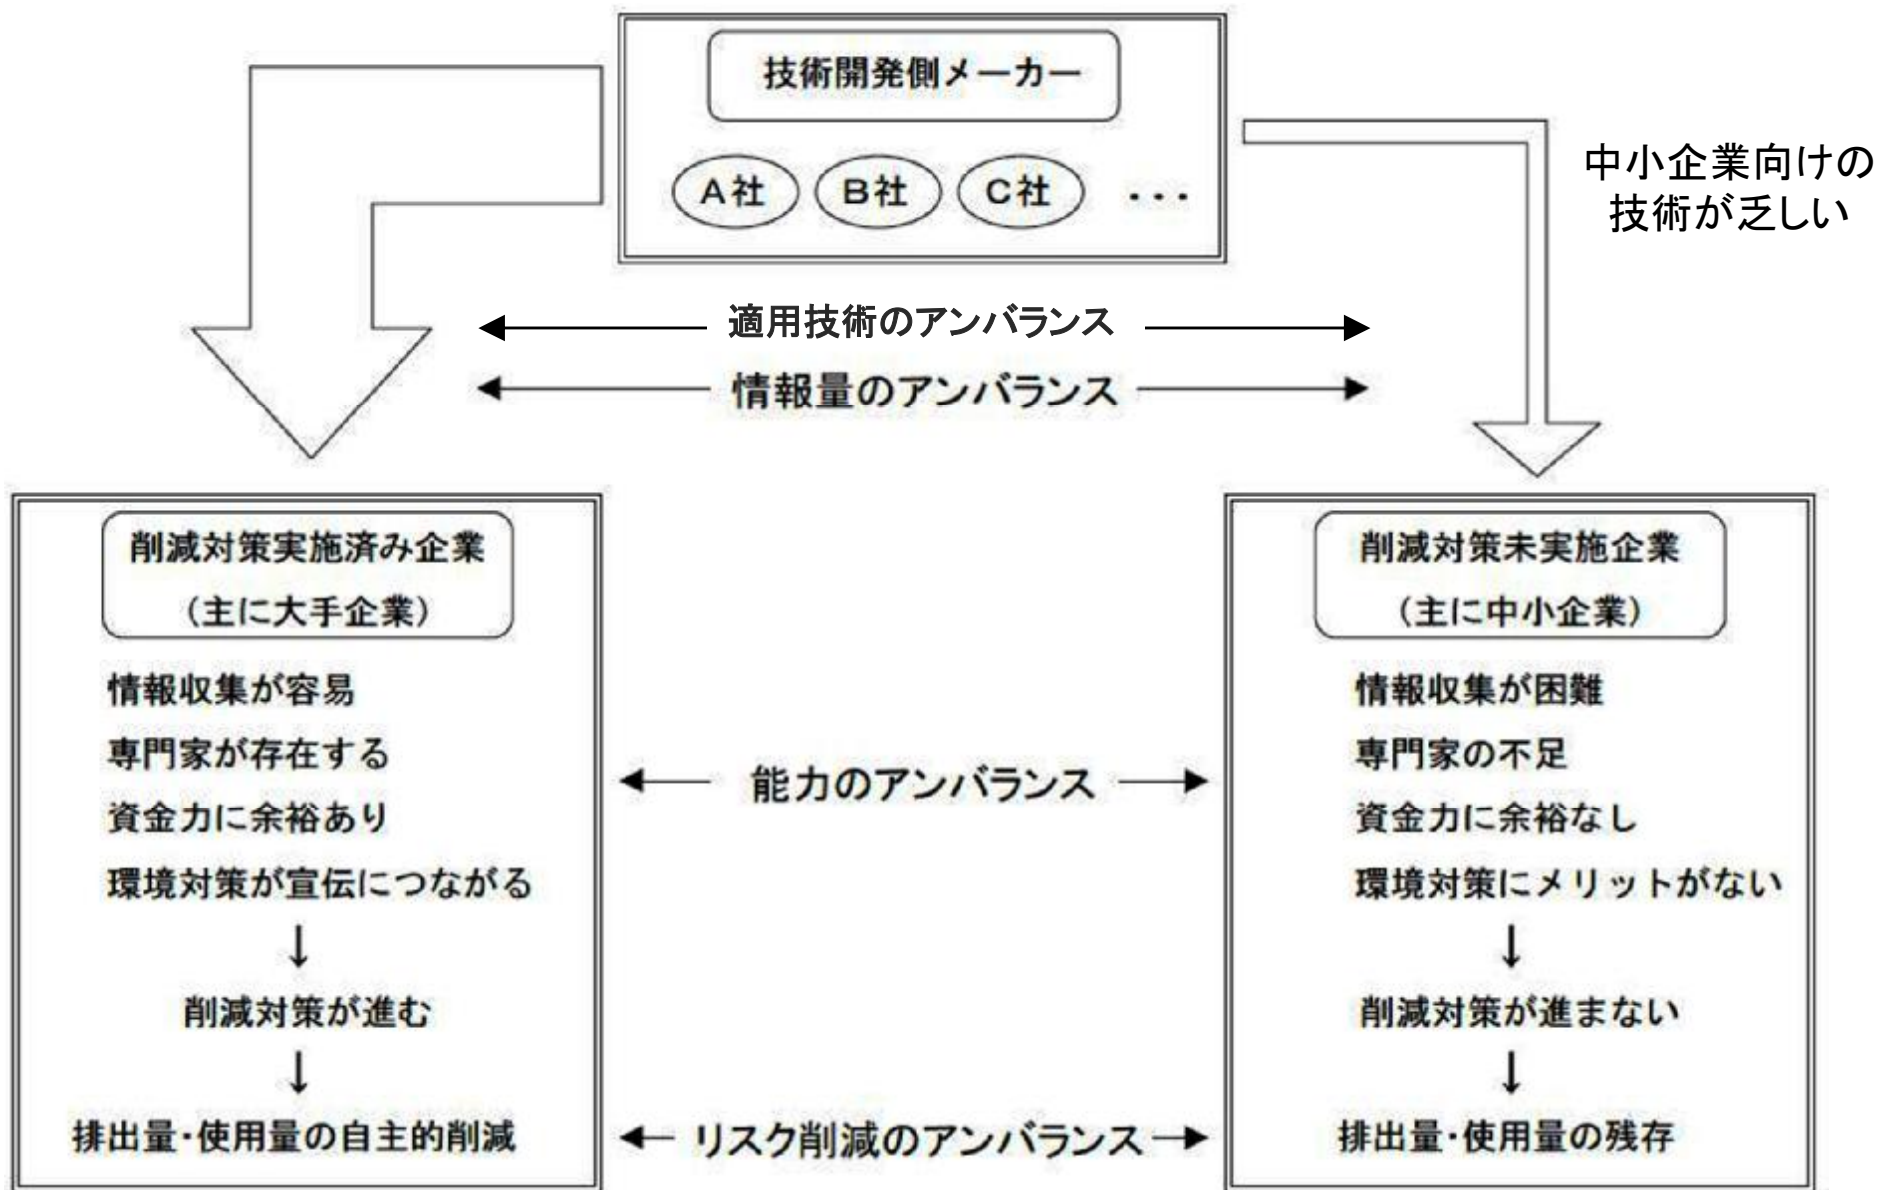 技術開発側メーカー
A社 B社 C社 ・・・
中小企業向けの
技術が乏しい
適用技術のアンバランス
情報量のアンバランス
削減対策実施済み企業
(主に大手企業)
情報収集が容易
専門家が存在する
資金力に余裕あり
環境対策が宣伝につながる
↓
削減対策が進む
↓
排出量・使用量の自主的削減
能力のアンバランス
リスク削減のアンバランス
削減対策未実施企業
(主に中小企業)
情報収集が困難
専門家の不足
資金力に余裕なし
環境対策にメリットがない
↓
削減対策が進まない
↓
排出量・使用量の残存